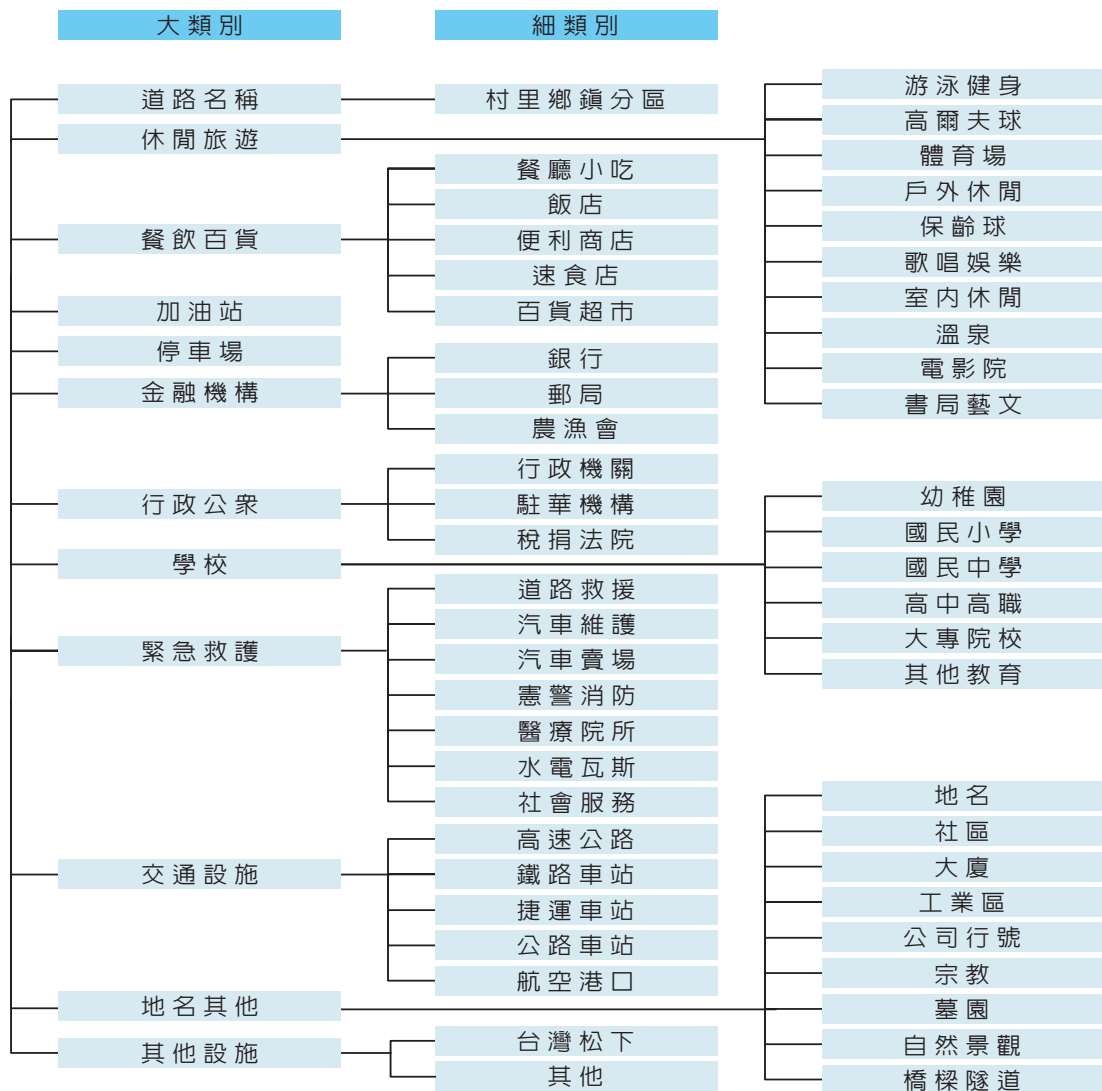 大類別
細類別
道路名稱
村里鄉鎮分區
休閒旅遊
游泳健身
高爾夫球
體育場
戶外休閒
保齡球
歌唱娛樂
室內休閒
溫泉
電影院
書局藝文
餐飲百貨
餐廳小吃
飯店
便利商店
速食店
百貨超市
加油站
停車場
金融機構
銀行
郵局
農漁會
行政公眾
行政機關
駐華機構
稅捐法院
學校
幼稚園
國民小學
國民中學
高中高職
大專院校
其他教育
緊急救護
道路救援
汽車維護
汽車賣場
憲警消防
醫療院所
水電瓦斯
社會服務
交通設施
高速公路
鐵路車站
捷運車站
公路車站
航空港口
地名其他
地名
社區
大廈
工業區
公司行號
宗教
墓園
自然景觀
橋樑隧道
其他設施
台灣松下
其他